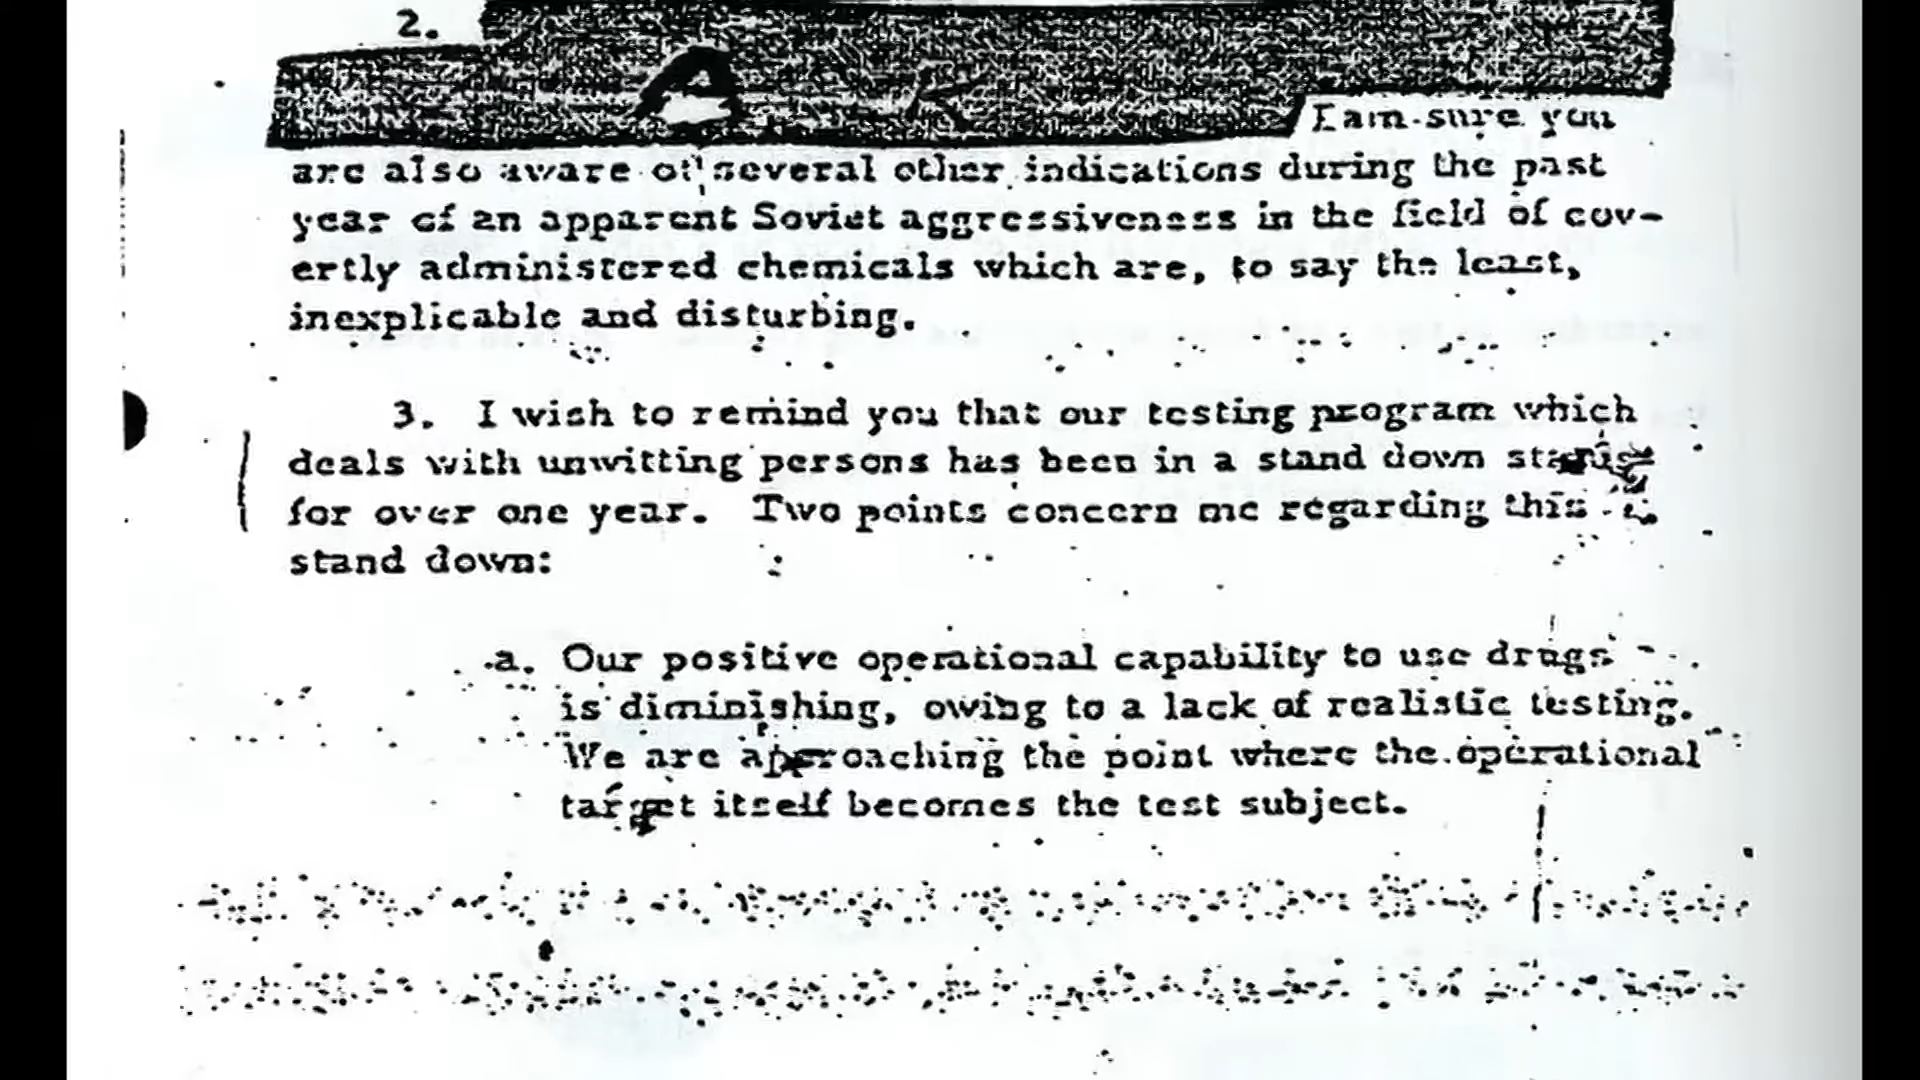 2.
I am sure you
are also aware of several other indications during the past
year of an apparent Soviet aggressiveness in the field of cov-
ertly administered chemicals which are, to say the least,
inexplicable and disturbing.
3. I wish to remind you that our testing program which
deals with unwitting persons has been in a stand down
for over one year. Two points concern me regarding this
stand down:
a. Our positive operational capability to use drugs
is diminishing, owing to a lack of realistic testing.
We are approaching the point where the operational
target itself becomes the test subject.